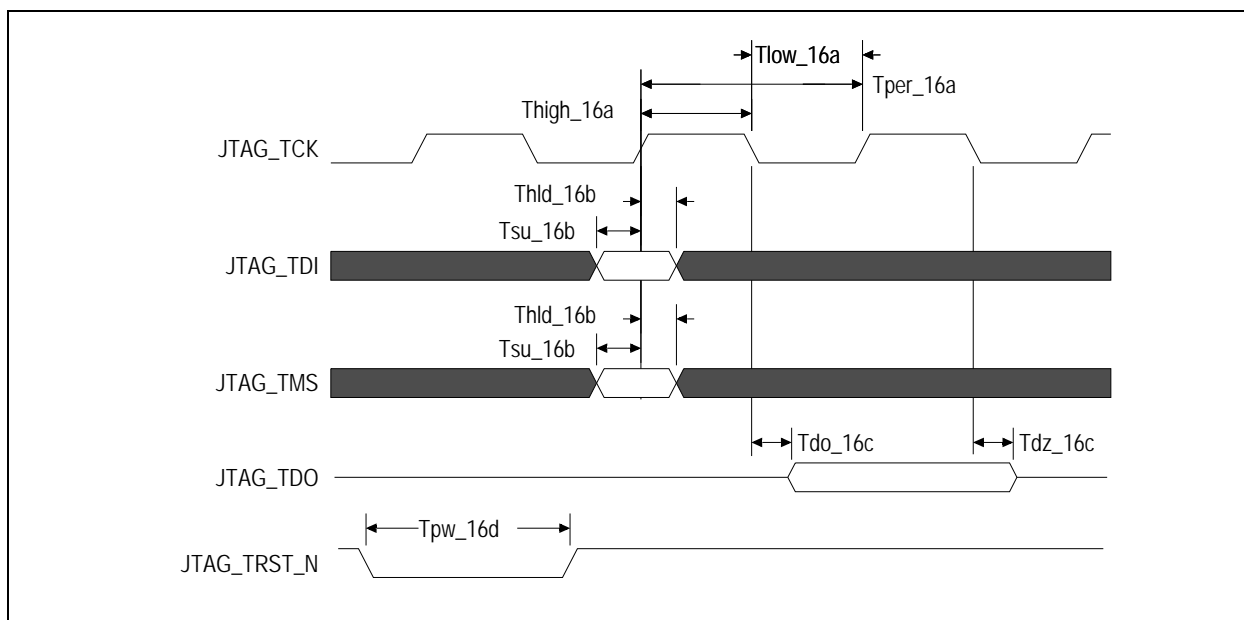 Tlow_16a
Tper_16a
Thigh_16a
JTAG_TCK
Thld_16b
Tsu_16b
JTAG_TDI
Thld_16b
Tsu_16b
JTAG_TMS
Tdo_16c
Tdz_16c
JTAG_TDO
Tpw_16d
JTAG_TRST_N